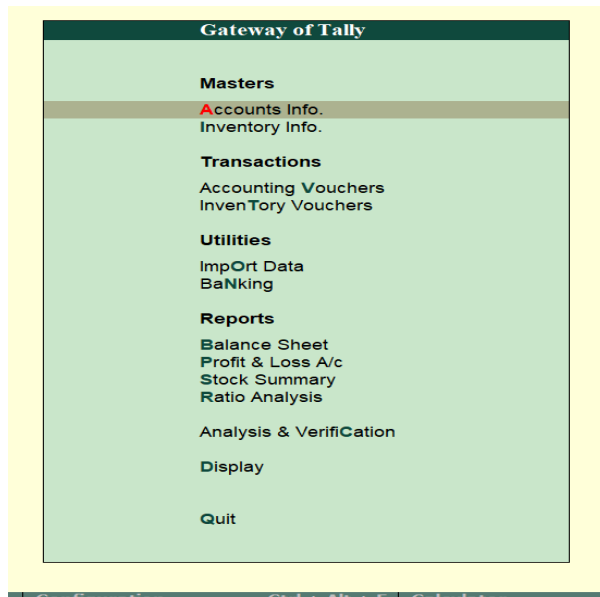 Gateway of Tally
Masters
Accounts Info.
Inventory Info.
Transactions
Accounting Vouchers
InvenTory Vouchers
Utilities
ImpOrt Data
BaNking
Reports
Balance Sheet
Profit & Loss A/c
Stock Summary
Ratio Analysis
Analysis & VerifiCation
Display
Quit